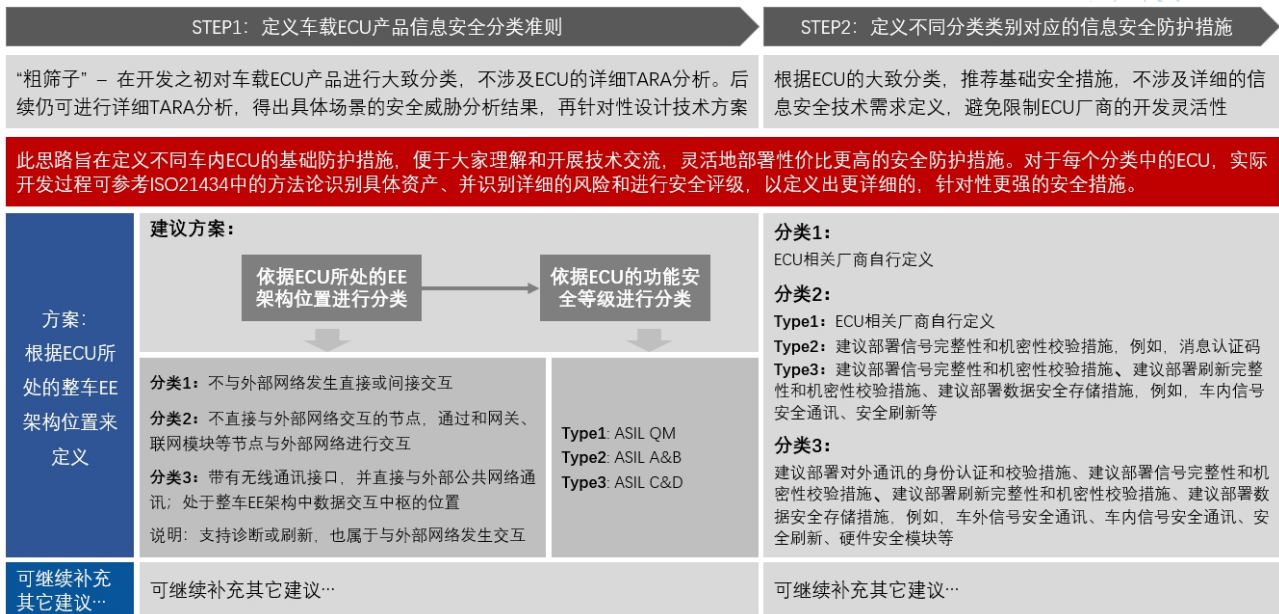 STEP1：定义车载ECU产品信息安全分类准则
STEP2：定义不同分类类别对应的信息安全防护措施
“粗筛子” – 在开发之初对车载ECU产品进行大致分类，不涉及ECU的详细TARA分析。后
续仍可进行详细TARA分析，得出具体场景的安全威胁分析结果，再针对性设计技术方案
根据ECU的大致分类，推荐基础安全措施，不涉及详细的信
息安全技术需求定义，避免限制ECU厂商的开发灵活性
此思路旨在定义不同车内ECU的基础防护措施，便于大家理解和开展技术交流，灵活地部署性价比更高的安全防护措施。对于每个分类中的ECU，实际
开发过程可参考ISO21434中的方法论识别具体资产、并识别详细的风险和进行安全评级，以定义出更详细的，针对性更强的安全措施。
方案：
根据ECU所
处的整车EE
架构位置来
定义
建议方案：
依据ECU所处的EE
架构位置进行分类
依据ECU的功能安
全等级进行分类
分类1：不与外部网络发生直接或间接交互
分类2：不直接与外部网络交互的节点，通过和网关、
联网模块等节点与外部网络进行交互
分类3：带有无线通讯接口，并直接与外部公共网络通
讯；处于整车EE架构中数据交互中枢的位置
说明：支持诊断或刷新，也属于与外部网络发生交互
Type1: ASIL QM
Type2: ASIL A&B
Type3: ASIL C&D
分类1：
ECU相关厂商自行定义
分类2：
Type1：ECU相关厂商自行定义
Type2：建议部署信号完整性和机密性校验措施，例如，消息认证码
Type3：建议部署信号完整性和机密性校验措施、建议部署刷新完整
性和机密性校验措施、建议部署数据安全存储措施，例如，车内信号
安全通讯、安全刷新等
分类3：
建议部署对外通讯的身份认证和校验措施、建议部署信号完整性和机
密性校验措施、建议部署刷新完整性和机密性校验措施、建议部署数
据安全存储措施，例如，车外信号安全通讯、车内信号安全通讯、安
全刷新、硬件安全模块等
可继续补充
其它建议…
可继续补充其它建议…
可继续补充其它建议…